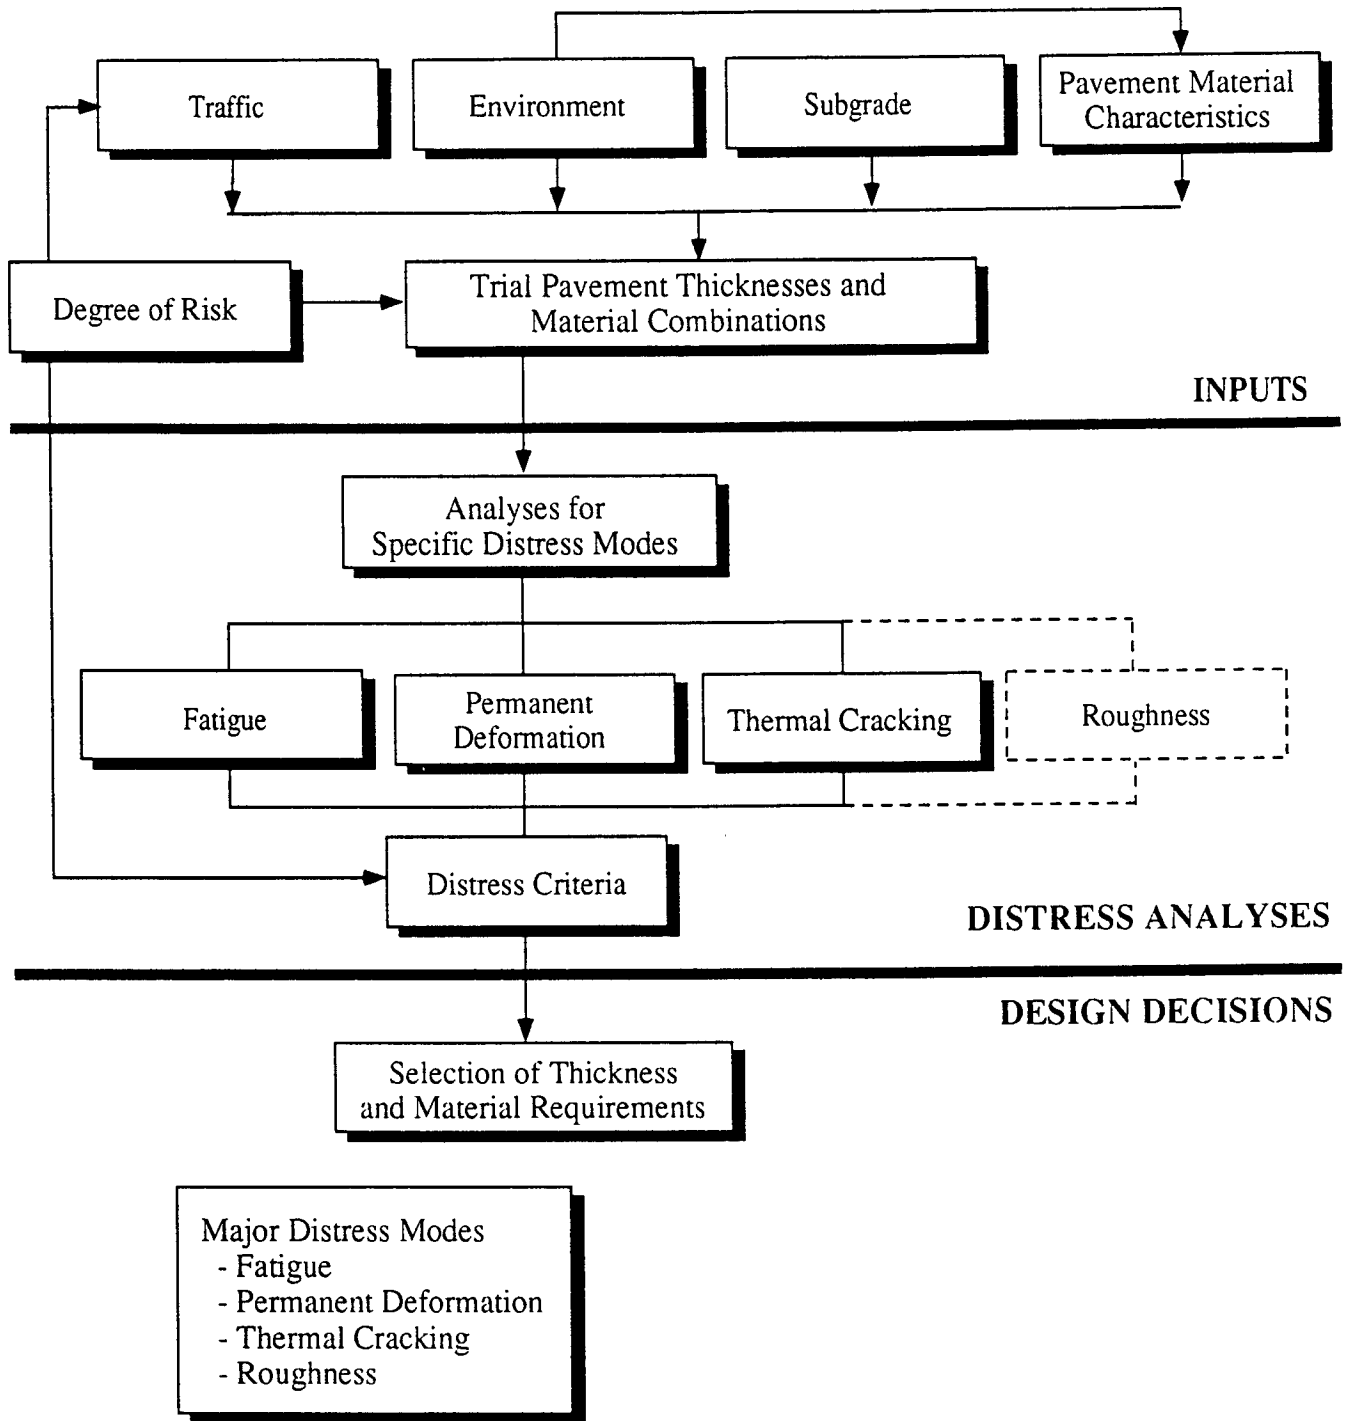 Traffic
Environment
Subgrade
Pavement Material
Characteristics
Degree of Risk
Trial Pavement Thicknesses and
Material Combinations
INPUTS
Analyses for
Specific Distress Modes
Fatigue
Permanent
Deformation
Thermal Cracking
Roughness
Distress Criteria
DISTRESS ANALYSES
DESIGN DECISIONS
Selection of Thickness
and Material Requirements
Major Distress Modes
- Fatigue
- Permanent Deformation
- Thermal Cracking
- Roughness